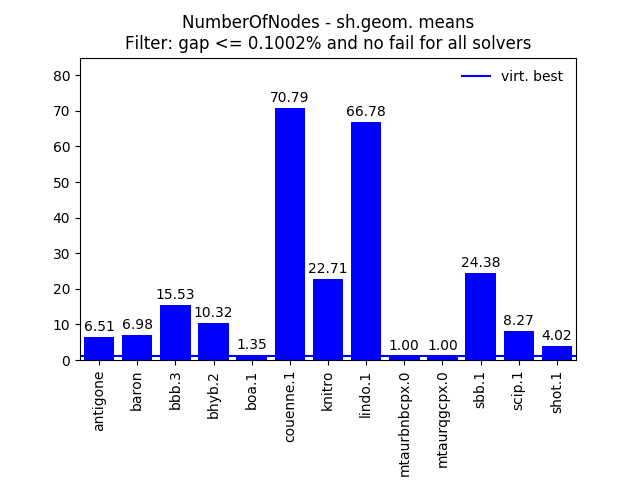 NumberOfNodes - sh.geom. means
Filter: gap <= 0.1002% and no fail for all solvers
virt. best
80
70
60
50
40
30
20
10
0
6.51
6.98
15.53
10.32
1.35
70.79
22.71
66.78
1.00
1.00
24.38
8.27
4.02
antigone
baron
bbb.3
bhyb.2
boa.1
couenne.1
knitro
lindo.1
mtaurbnbcpx.0
mtaurqgcpx.0
sbb.1
scip.1
shot.1